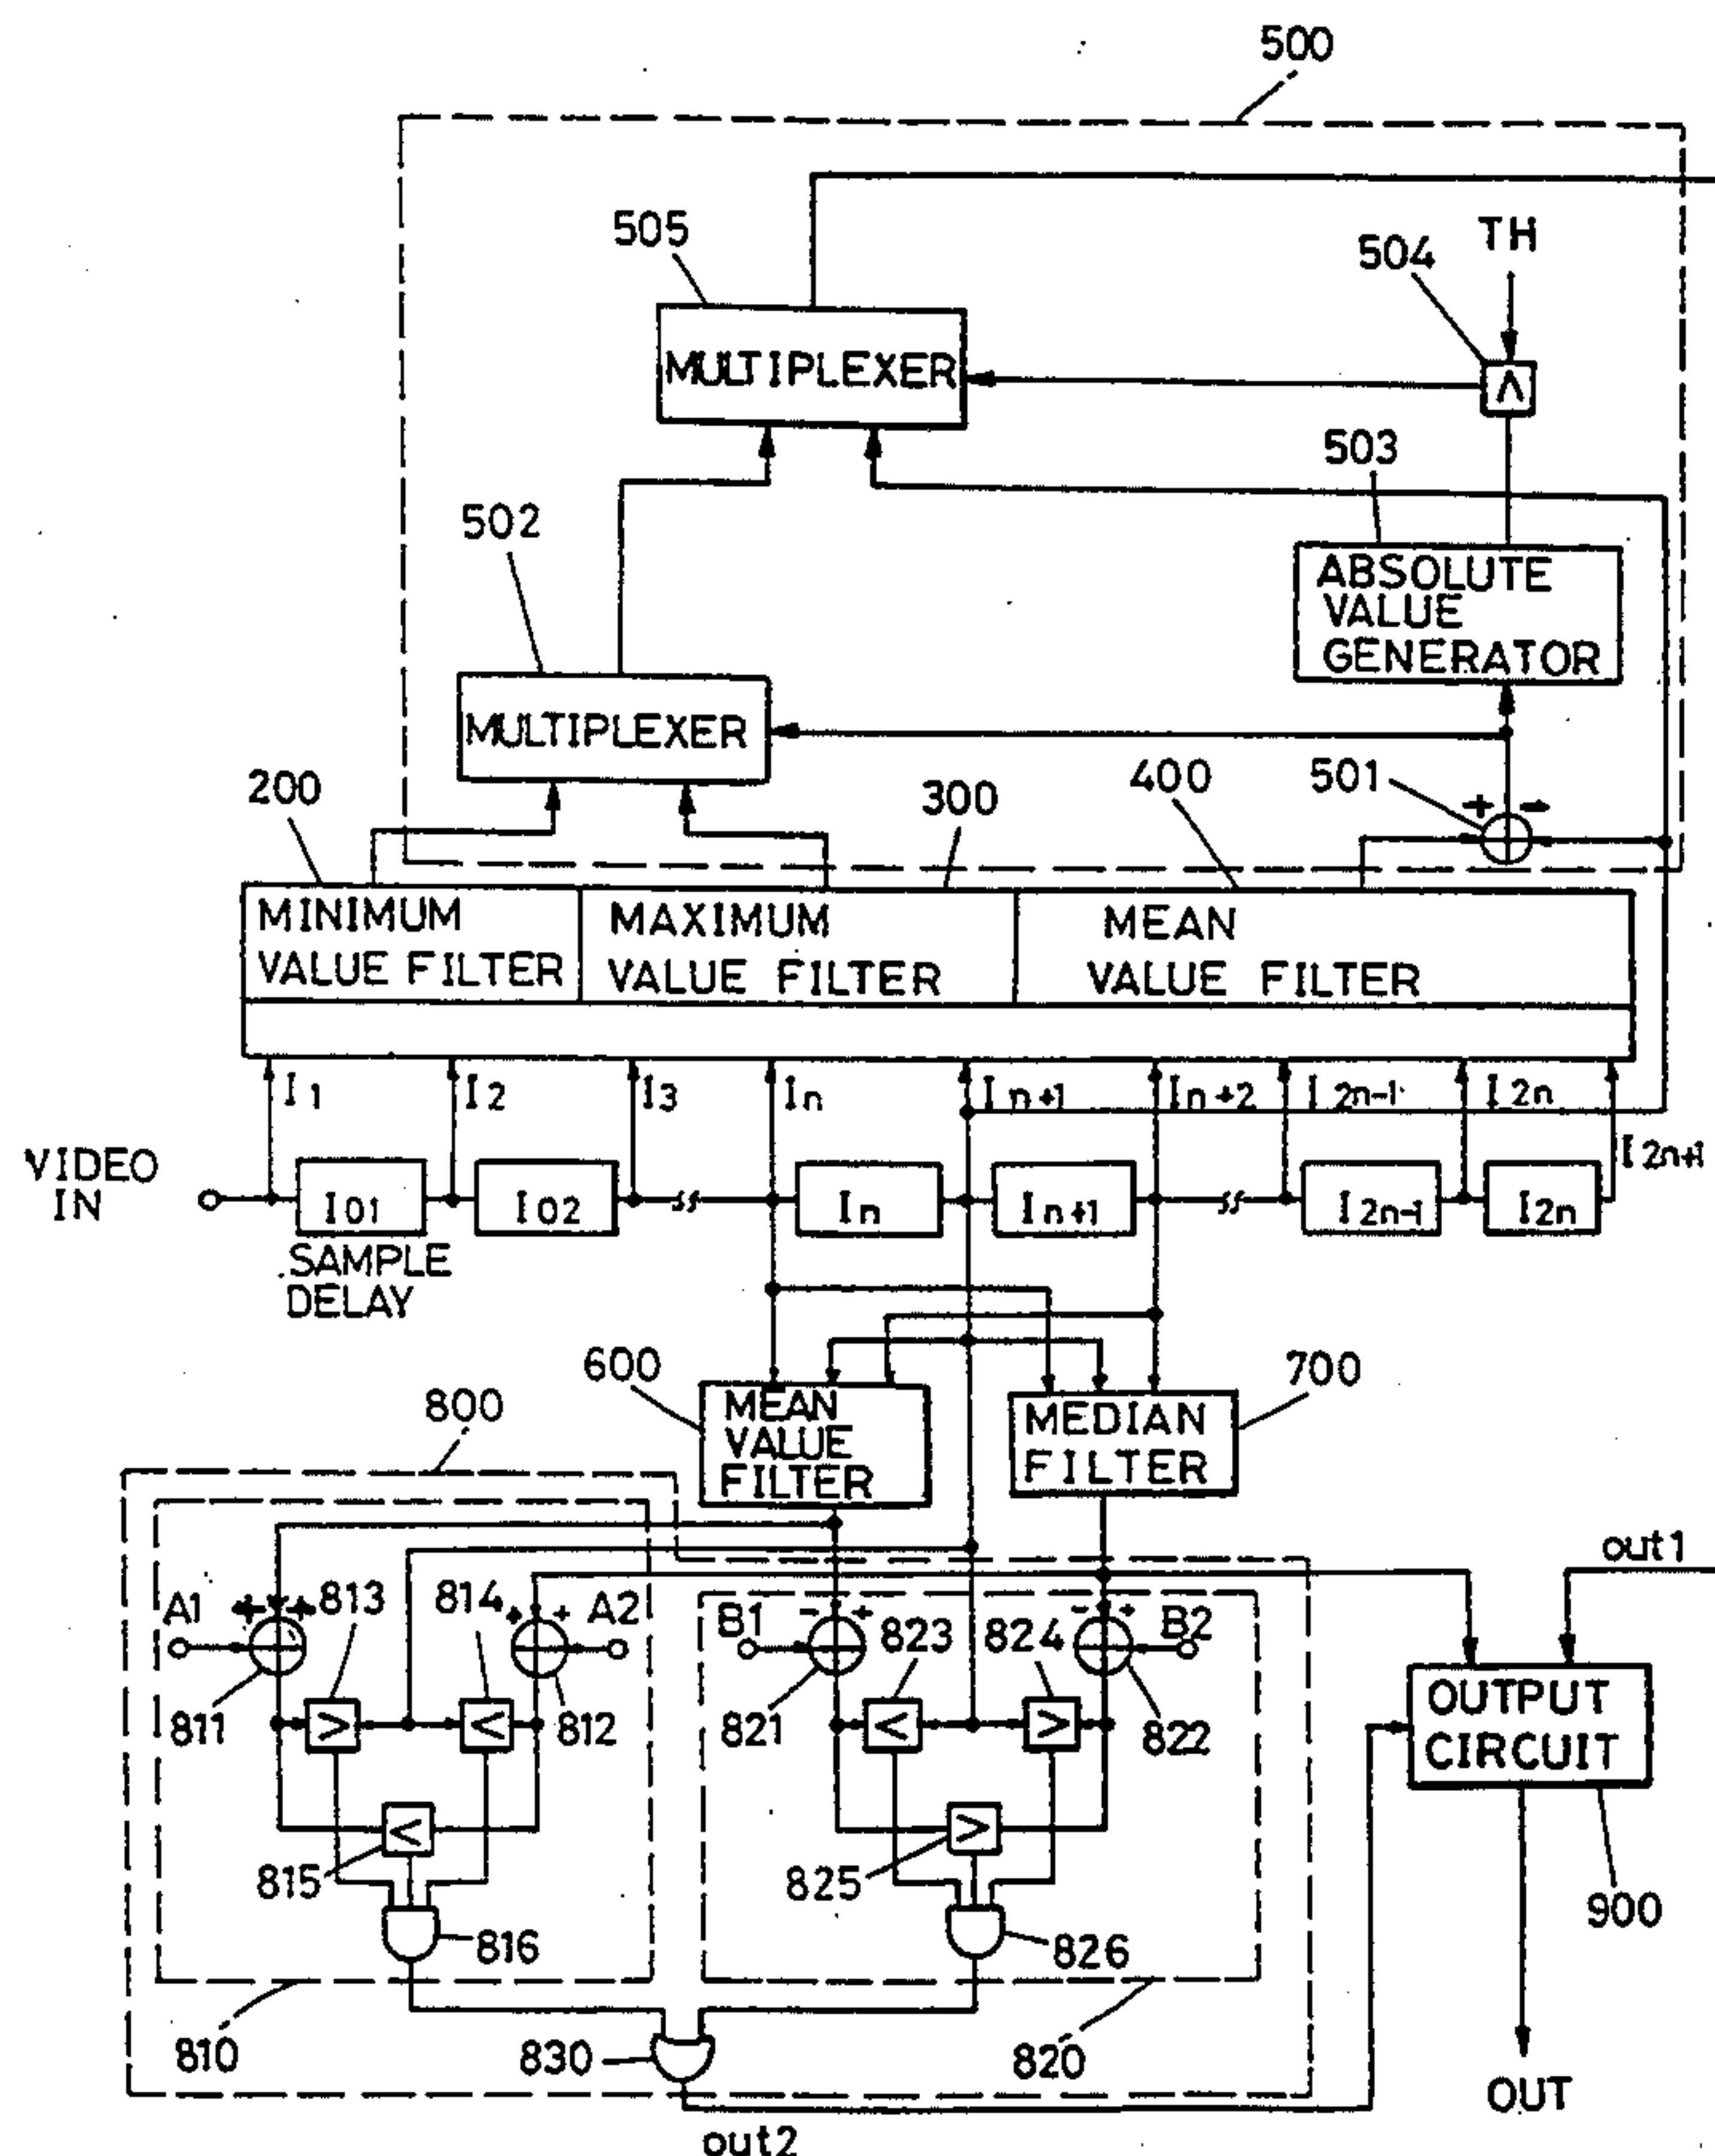 500
505
TH
504
MULTIPLEXER
503
502
ABSOLUTE
VALUE
GENERATOR
MULTIPLEXER
200
300
400
501
+ -
MINIMUM
VALUE FILTER
MAXIMUM
VALUE FILTER
MEAN
VALUE FILTER
I1 I2 I3 In In+1 In+2 I2n-1 I2n
I2n+1
VIDEO
IN
I01 I02 In In+1 I2n-1 I2n
SAMPLE
DELAY
600
700
800
MEAN
VALUE
FILTER
MEDIAN
FILTER
out1
A1 + + 813 814 + + A2
B1 - + 823 824 - + B2
811 > < 812
821 < > 822
OUTPUT
CIRCUIT
<
815
>
825
900
816
826
810
830
820
OUT
out2